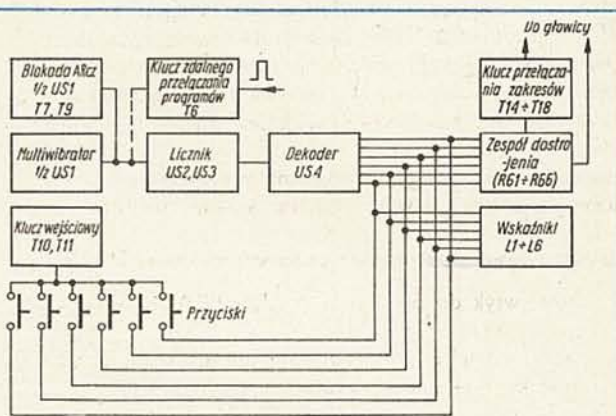 Do głowicy
Blokada ARcz
1/2 US1
T7, T9
Klucz zdalnego
przełączania
programów
T6
Klucz przełącza-
nia zakresów
T14÷T18
Multiwibrator
1/2 US1
Licznik
US2, US3
Dekoder
US4
Zespół dostro-
jenia
(R61÷R66)
Klucz wejściowy
T10, T11
Wskaźniki
L1÷L6
Przyciski